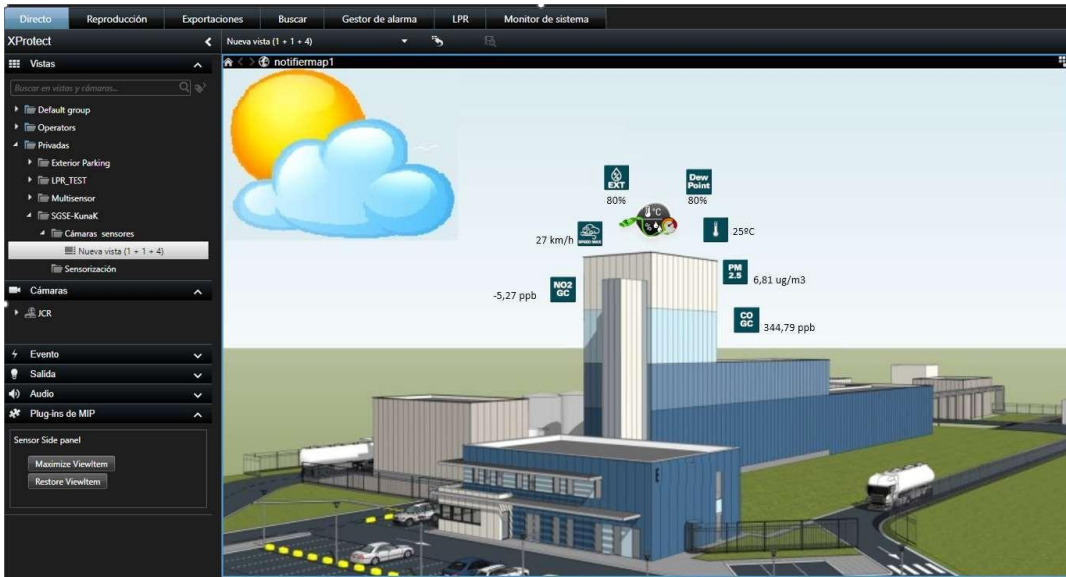 Directo Reproducción Exportaciones Buscar Gestor de alarma LPR Monitor de sistema
XProtect
Nueva vista (1 + 1 + 4)
Vistas
notifiermap1
Buscar en vistas y cámaras...
Default group
Operators
Privadas
Exterior Parking
LPR_TEST
Multisensor
SGSE-KunaK
Cámaras sensores
Nueva vista (1 + 1 + 4)
Sensorización
Cámaras
JCR
Evento
Salida
Audio
Plug-ins de MIP
Sensor Side panel
Maximize ViewItem
Restore ViewItem
EXT
80%
Dew
Point
80%
°C
%
27 km/h
SPEED MAX
25ºC
PM
2.5
6,81 ug/m3
-5,27 ppb
NO2
GC
CO
GC
344,79 ppb
E